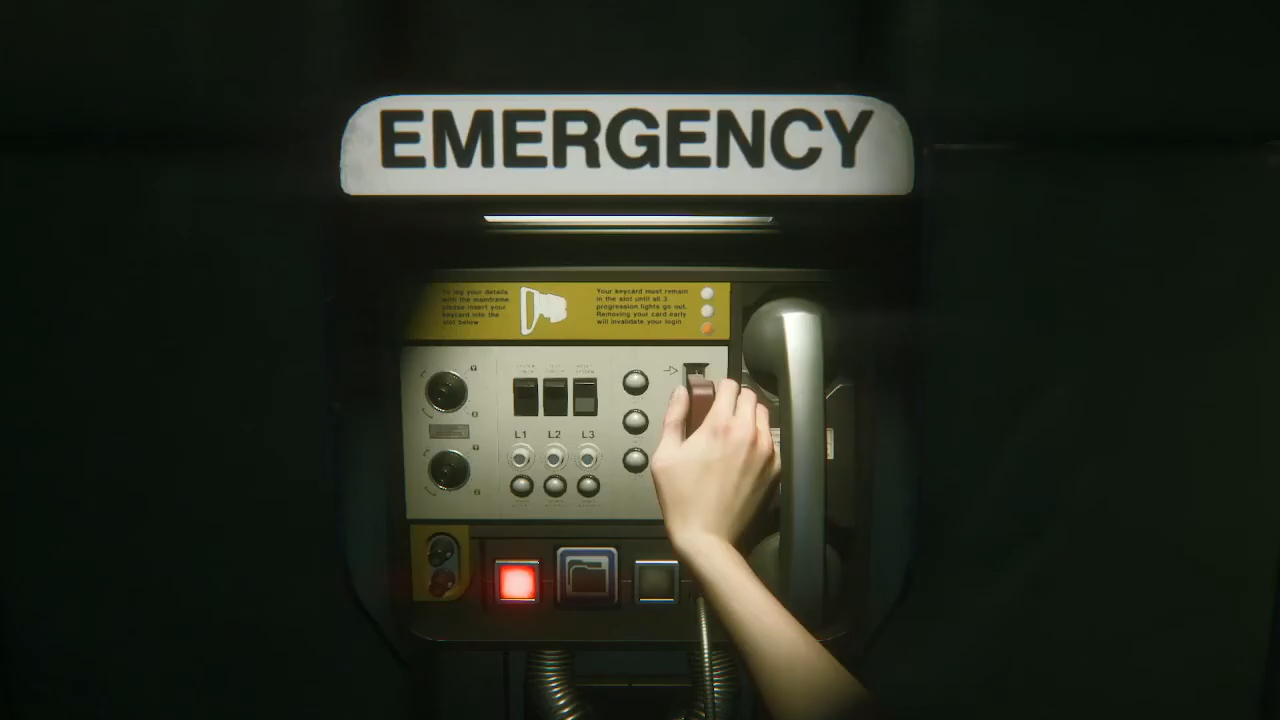 EMERGENCY
To log your details
with the mainframe
please insert your
keycard into the
slot below
Your keycard must remain
in the slot until all 3
progression lights go out.
Removing your card early
will invalidate your login
L1 L2 L3